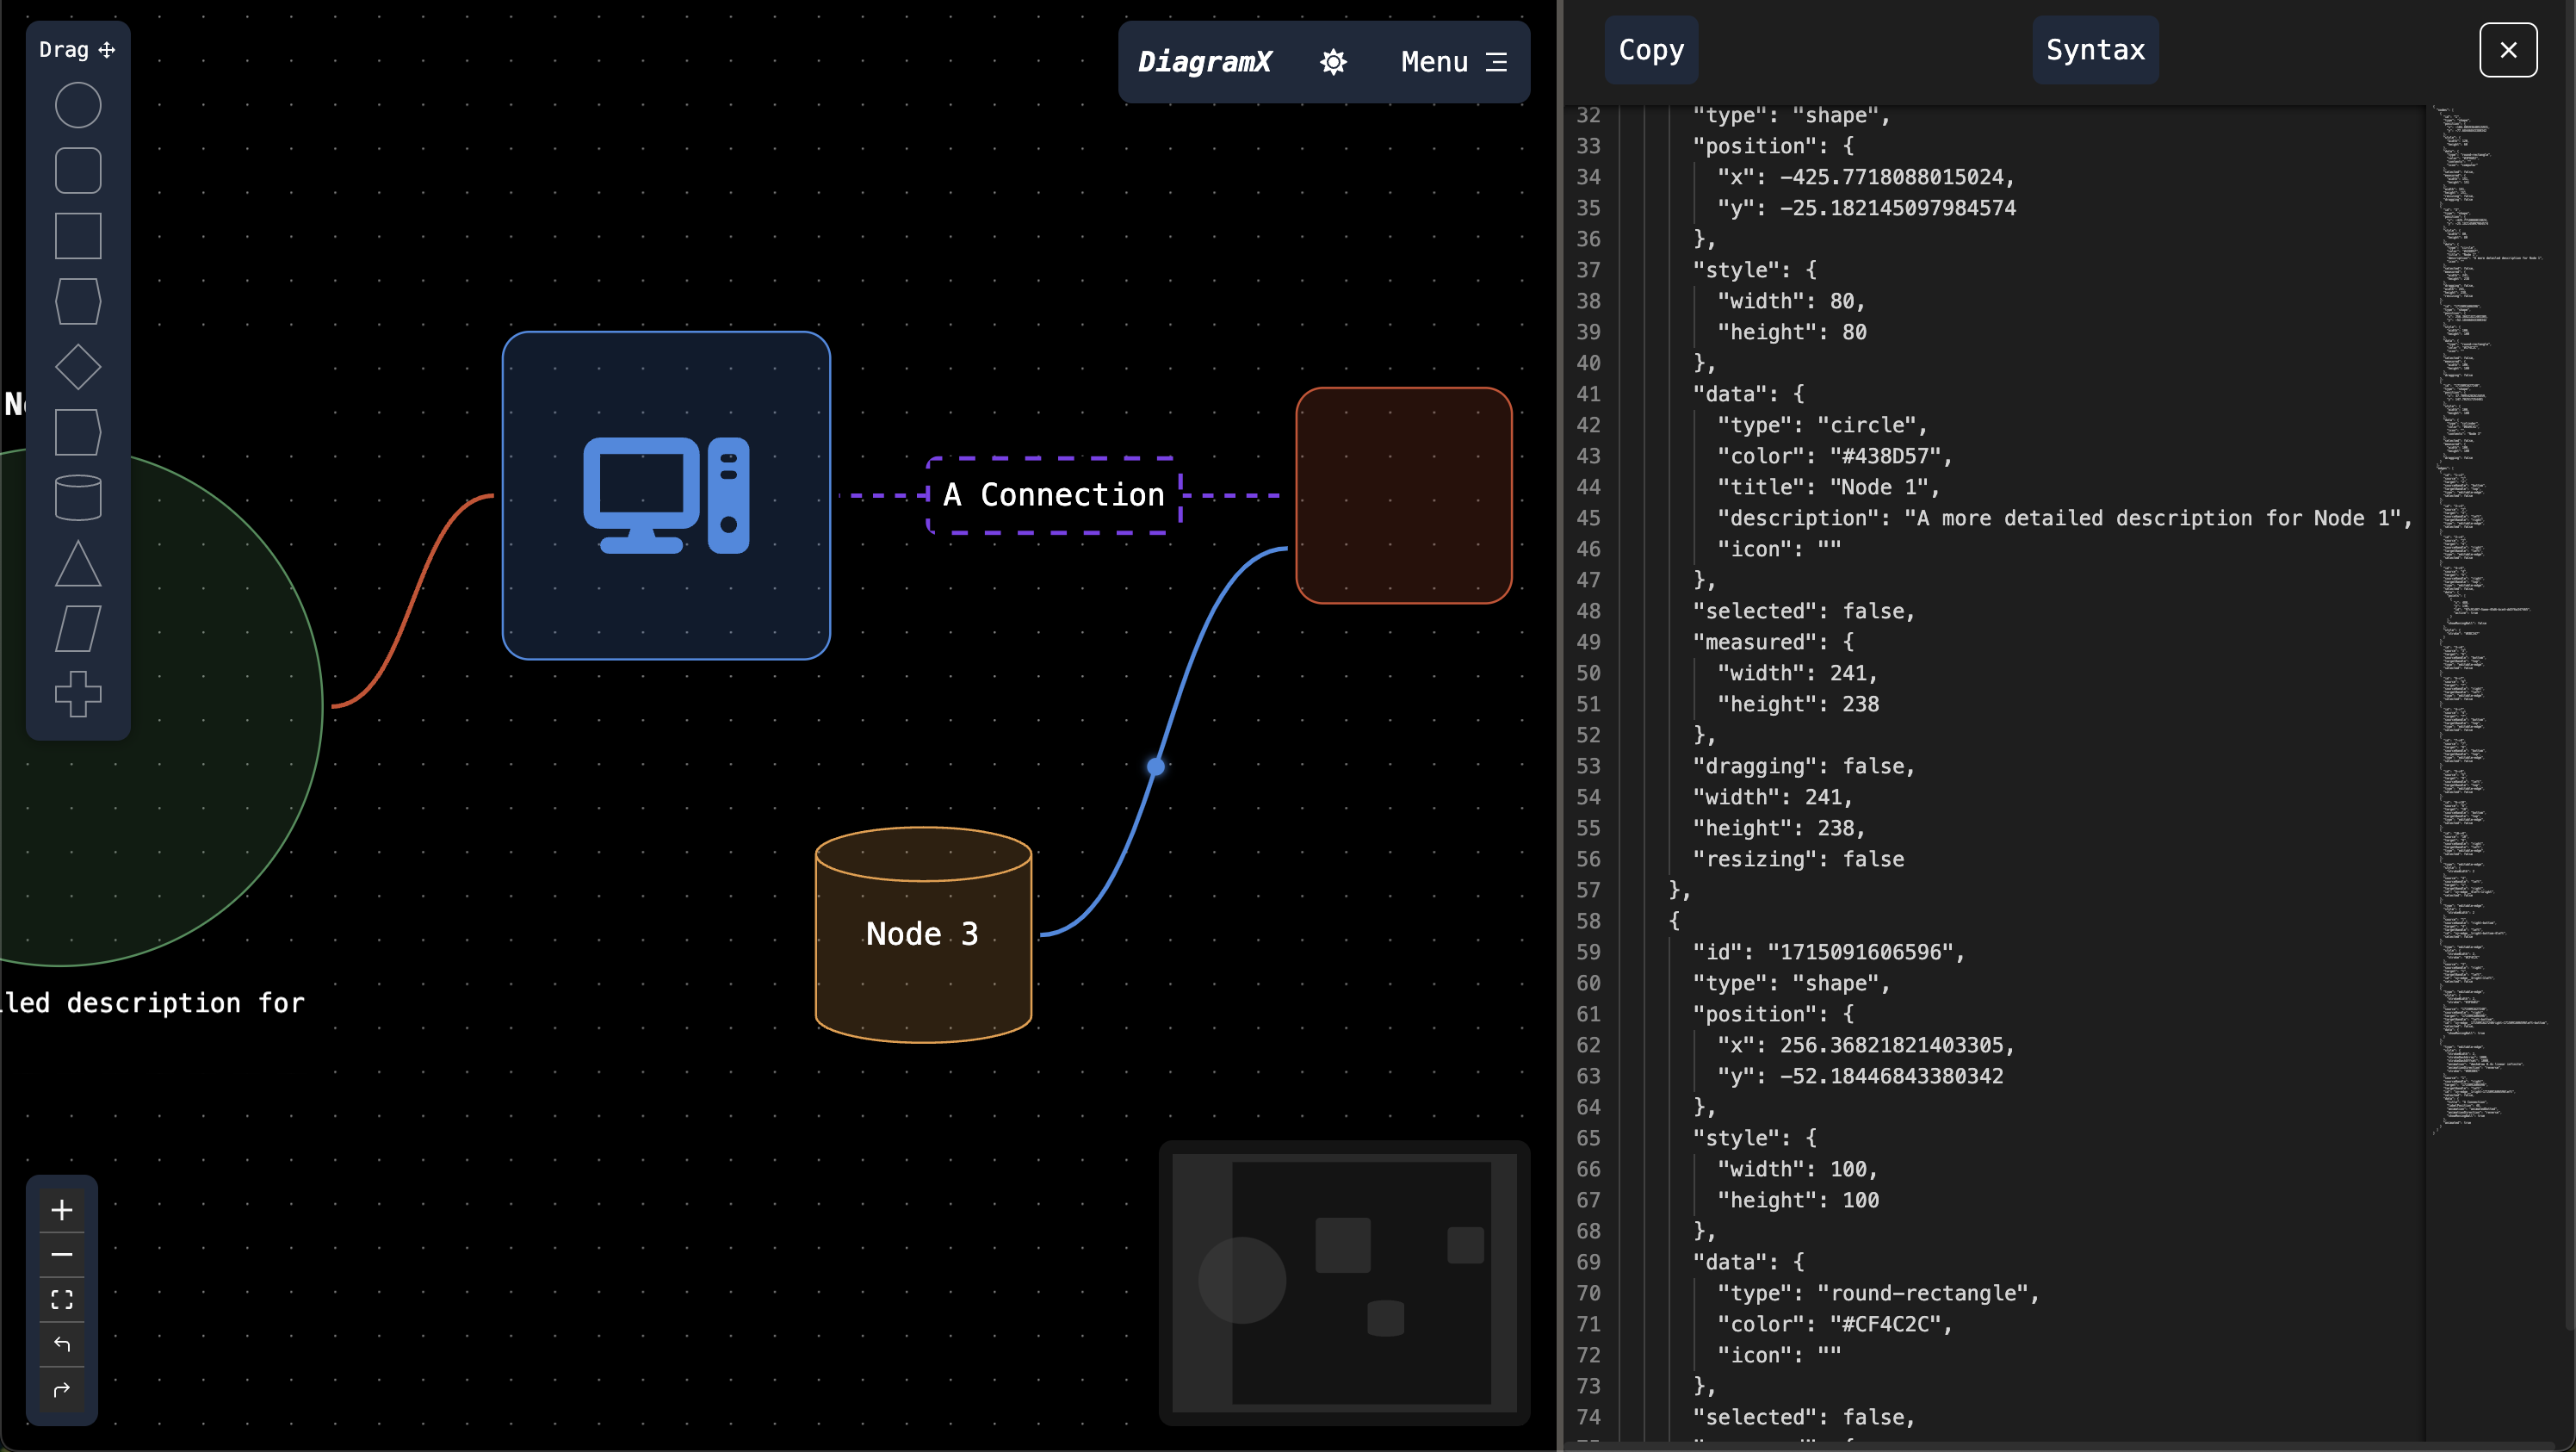 Drag
DiagramX
Menu
A Connection
Node 3
led description for
Copy
Syntax
32 "type": "shape",
33 "position": {
34 "x": -425.7718088015024,
35 "y": -25.182145097984574
36 },
37 "style": {
38 "width": 80,
39 "height": 80
40 },
41 "data": {
42 "type": "circle",
43 "color": "#438D57",
44 "title": "Node 1",
45 "description": "A more detailed description for Node 1",
46 "icon": ""
47 },
48 "selected": false,
49 "measured": {
50 "width": 241,
51 "height": 238
52 },
53 "dragging": false,
54 "width": 241,
55 "height": 238,
56 "resizing": false
57 },
58 {
59 "id": "1715091606596",
60 "type": "shape",
61 "position": {
62 "x": 256.36821821403305,
63 "y": -52.18446843380342
64 },
65 "style": {
66 "width": 100,
67 "height": 100
68 },
69 "data": {
70 "type": "round-rectangle",
71 "color": "#CF4C2C",
72 "icon": ""
73 },
74 "selected": false,